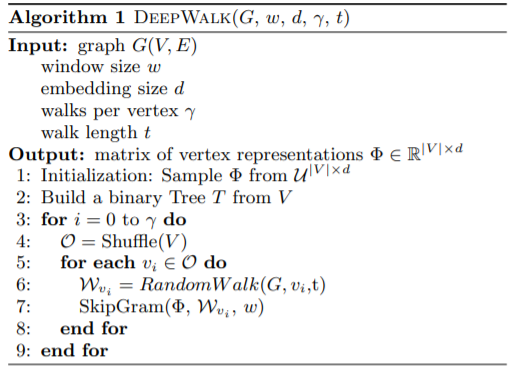 Algorithm 1 DeepWalk(G, w, d, γ, t)
Input: graph G(V, E)
window size w
embedding size d
walks per vertex γ
walk length t
Output: matrix of vertex representations Φ ∈ ℝ^{|V|×d}
1: Initialization: Sample Φ from 𝒰^{|V|×d}
2: Build a binary Tree T from V
3: for i = 0 to γ do
4: 𝒪 = Shuffle(V)
5: for each v_i ∈ 𝒪 do
6: 𝒲_{v_i} = RandomWalk(G, v_i,t)
7: SkipGram(Φ, 𝒲_{v_i}, w)
8: end for
9: end for